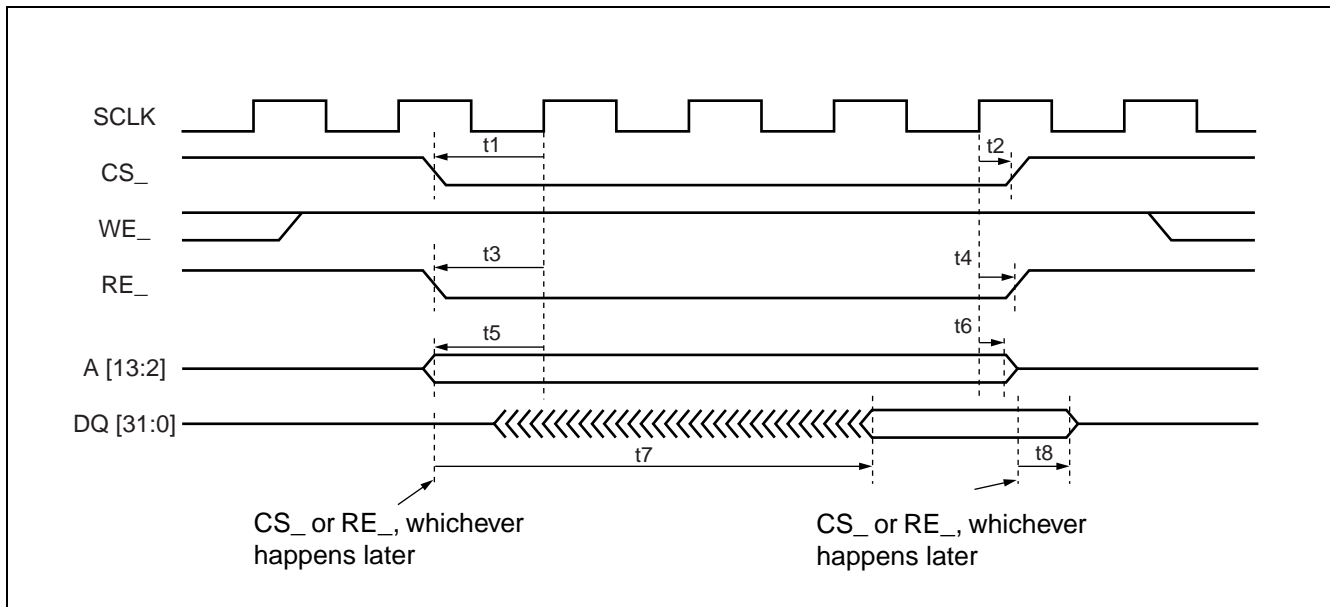 SCLK
t1
t2
CS_
WE_
t3
t4
RE_
t5
t6
A [13:2]
DQ [31:0]
t7
t8
CS_ or RE_, whichever
happens later
CS_ or RE_, whichever
happens later